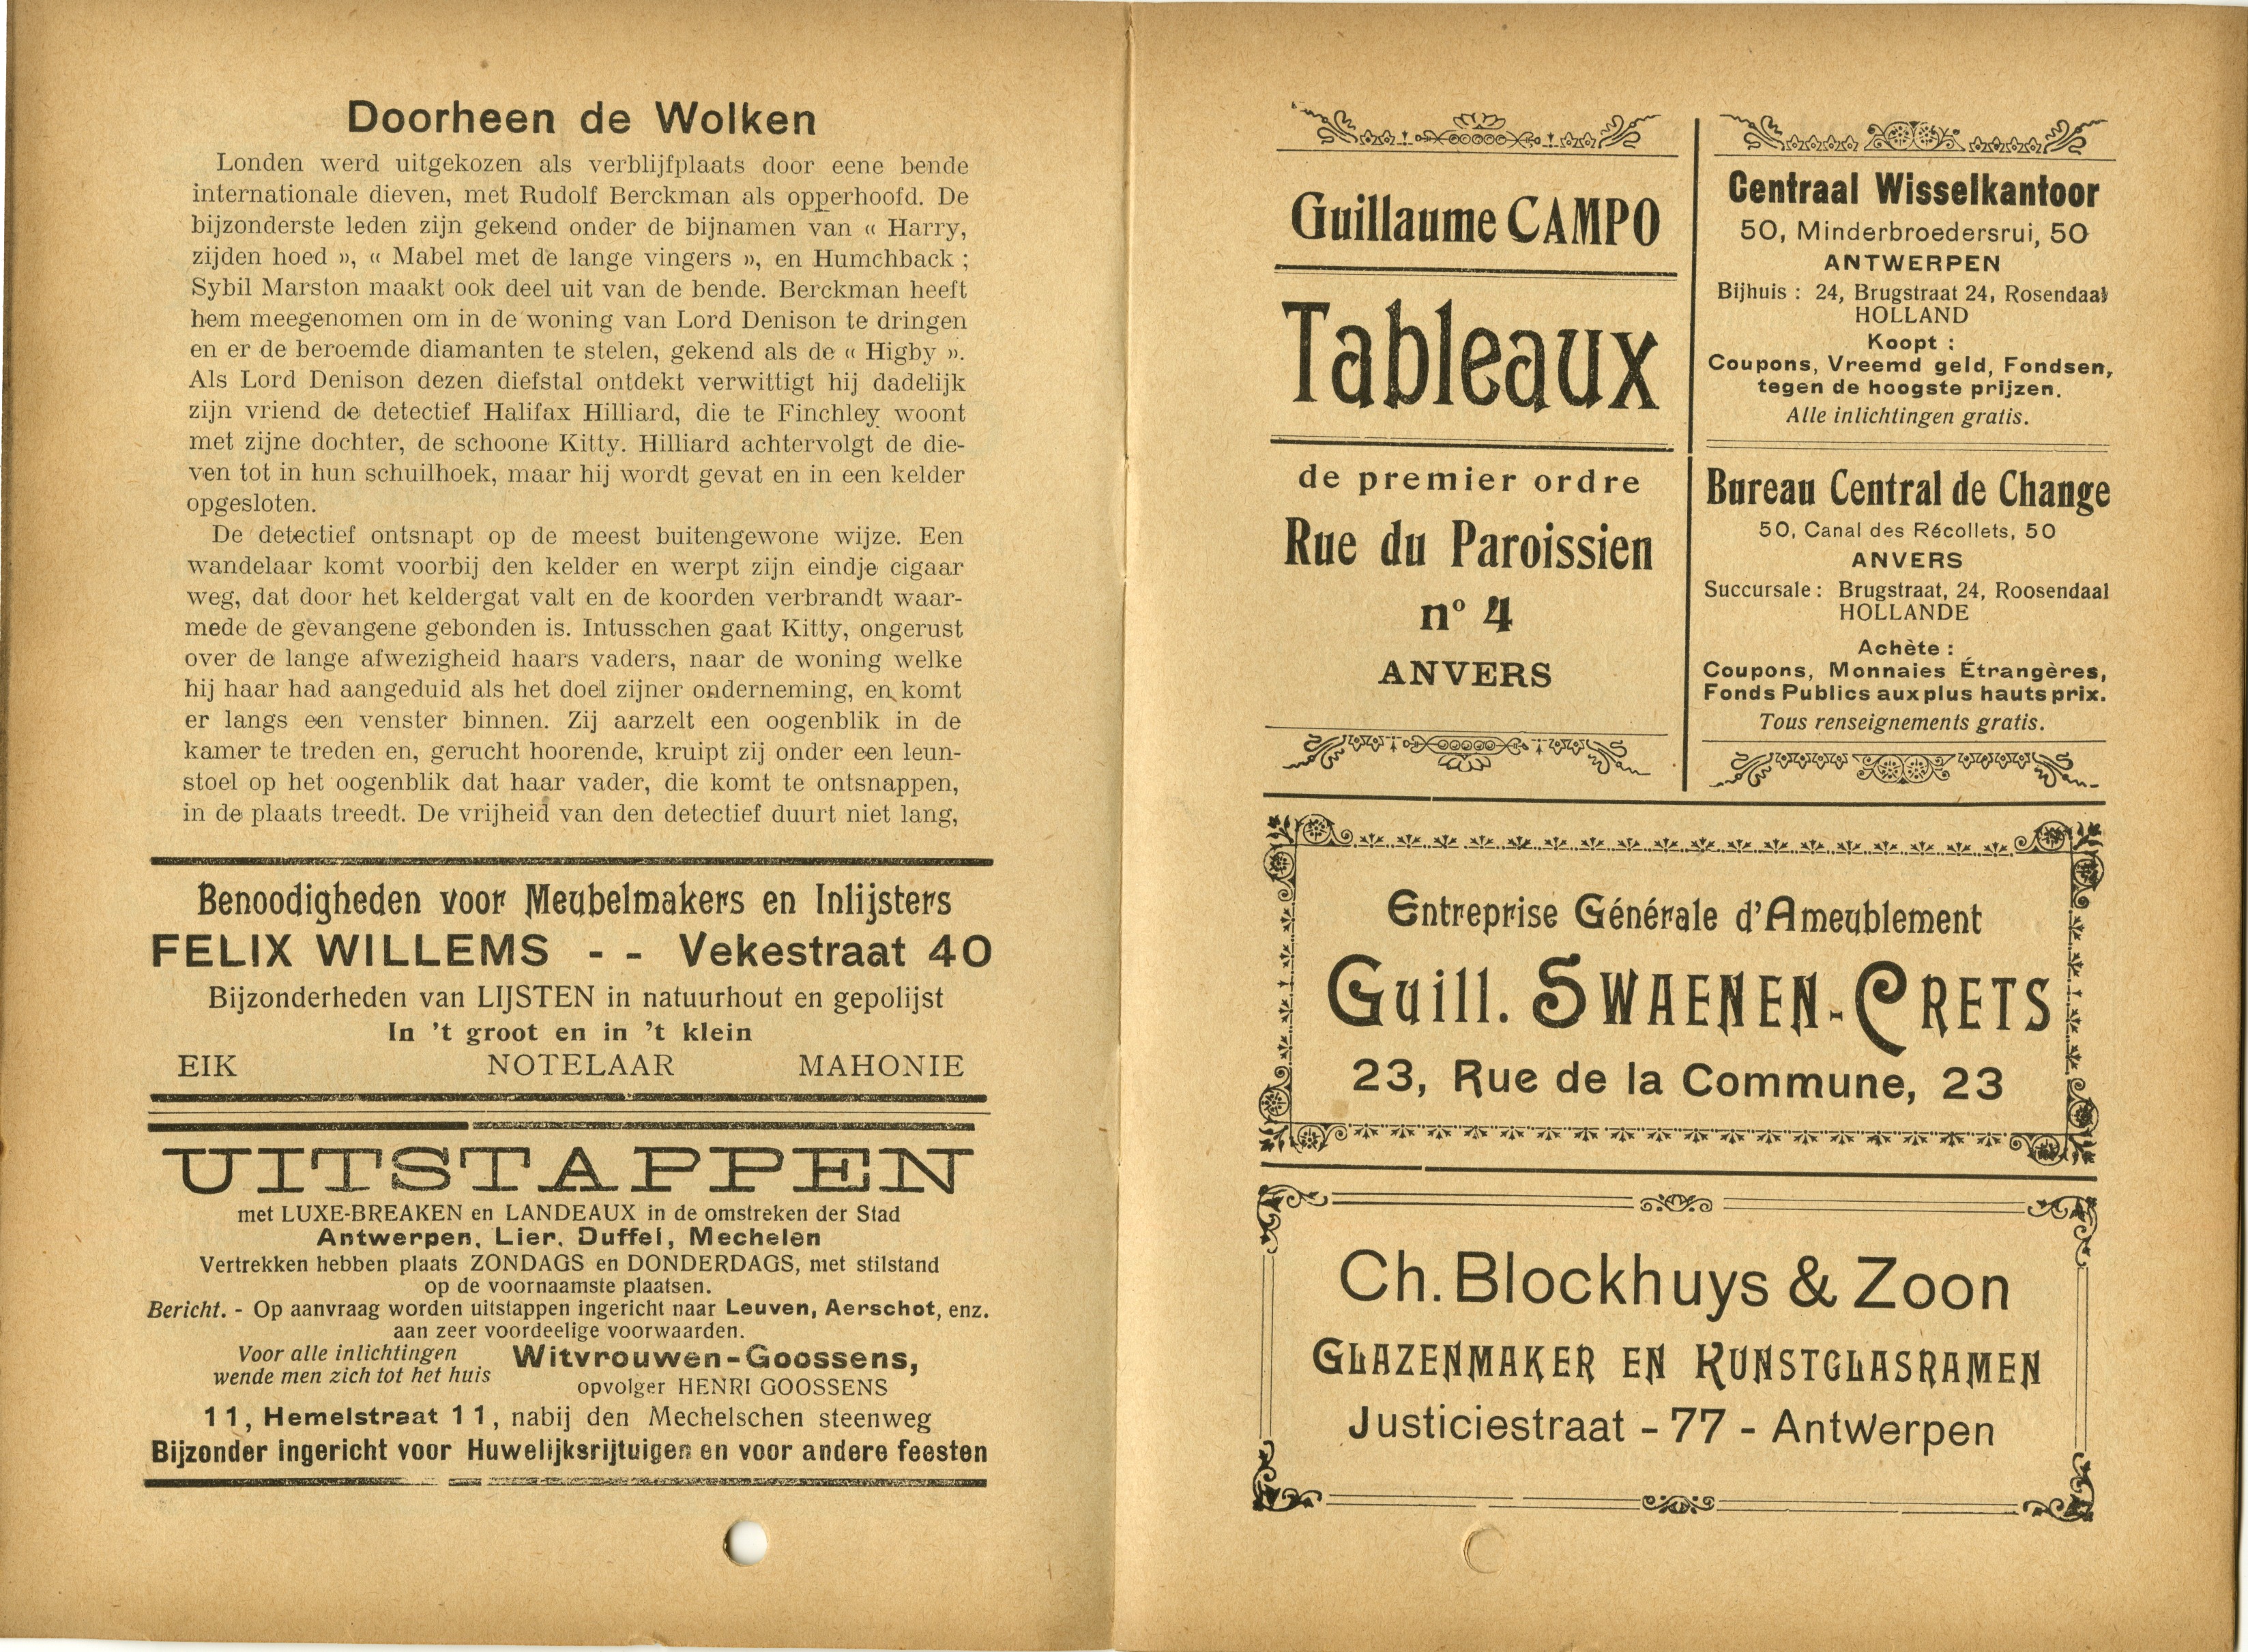 Doorheen de Wolken
Londen werd uitgekozen als verblijfplaats door eene bende
internationale dieven, met Rudolf Berckman als opperhoofd. De
bijzonderste leden zijn gekend onder de bijnamen van « Harry,
zijden hoed », « Mabel met de lange vingers », en Humchback ;
Sybil Marston maakt ook deel uit van de bende. Berckman heeft
hem meegenomen om in de woning van Lord Denison te dringen
en er de beroemde diamanten te stelen, gekend als de « Higby ».
Als Lord Denison dezen diefstal ontdekt verwittigt hij dadelijk
zijn vriend de detectief Halifax Hilliard, die te Finchley woont
met zijne dochter, de schoone Kitty. Hilliard achtervolgt de die-
ven tot in hun schuilhoek, maar hij wordt gevat en in een kelder
opgesloten.
De detectief ontsnapt op de meest buitengewone wijze. Een
wandelaar komt voorbij den kelder en werpt zijn eindje cigaar
weg, dat door het keldergat valt en de koorden verbrandt waar-
mede de gevangene gebonden is. Intusschen gaat Kitty, ongerust
over de lange afwezigheid haars vaders, naar de woning welke
hij haar had aangeduid als het doel zijner onderneming, en komt
er langs een venster binnen. Zij aarzelt een oogenblik in de
kamer te treden en, gerucht hoorende, kruipt zij onder een leun-
stoel op het oogenblik dat haar vader, die komt te ontsnappen,
in de plaats treedt. De vrijheid van den detectief duurt niet lang,
Benoodigheden voor Meubelmakers en Inlijsters
FELIX WILLEMS - - Vekestraat 40
Bijzonderheden van LIJSTEN in natuurhout en gepolijst
In 't groot en in 't klein
EIK NOTELAAR MAHONIE
UITSTAPPEN
met LUXE-BREAKEN en LANDEAUX in de omstreken der Stad
Antwerpen, Lier, Duffel, Mechelen
Vertrekken hebben plaats ZONDAGS en DONDERDAGS, met stilstand
op de voornaamste plaatsen.
Bericht. - Op aanvraag worden uitstappen ingericht naar Leuven, Aerschot, enz.
aan zeer voordeelige voorwaarden.
Voor alle inlichtingen
wende men zich tot het huis
Witvrouwen-Goossens,
opvolger HENRI GOOSSENS
11, Hemelstraat 11, nabij den Mechelschen steenweg
Bijzonder ingericht voor Huwelijksrijtuigen en voor andere feesten
Guillaume CAMPO
Tableaux
de premier ordre
Rue du Paroissien
nº 4
ANVERS
Centraal Wisselkantoor
50, Minderbroedersrui, 50
ANTWERPEN
Bijhuis : 24, Brugstraat 24, Rosendaal
HOLLAND
Koopt :
Coupons, Vreemd geld, Fondsen,
tegen de hoogste prijzen.
Alle inlichtingen gratis.
Bureau Central de Change
50, Canal des Récollets, 50
ANVERS
Succursale : Brugstraat, 24, Roosendaal
HOLLANDE
Achète :
Coupons, Monnaies Étrangères,
Fonds Publics aux plus hauts prix.
Tous renseignements gratis.
Entreprise Générale d'Ameublement
Guill. SWAENEN-CRETS
23, Rue de la Commune, 23
Ch. Blockhuys & Zoon
GLAZENMAKER EN KUNSTGLASRAMEN
Justiciestraat - 77 - Antwerpen